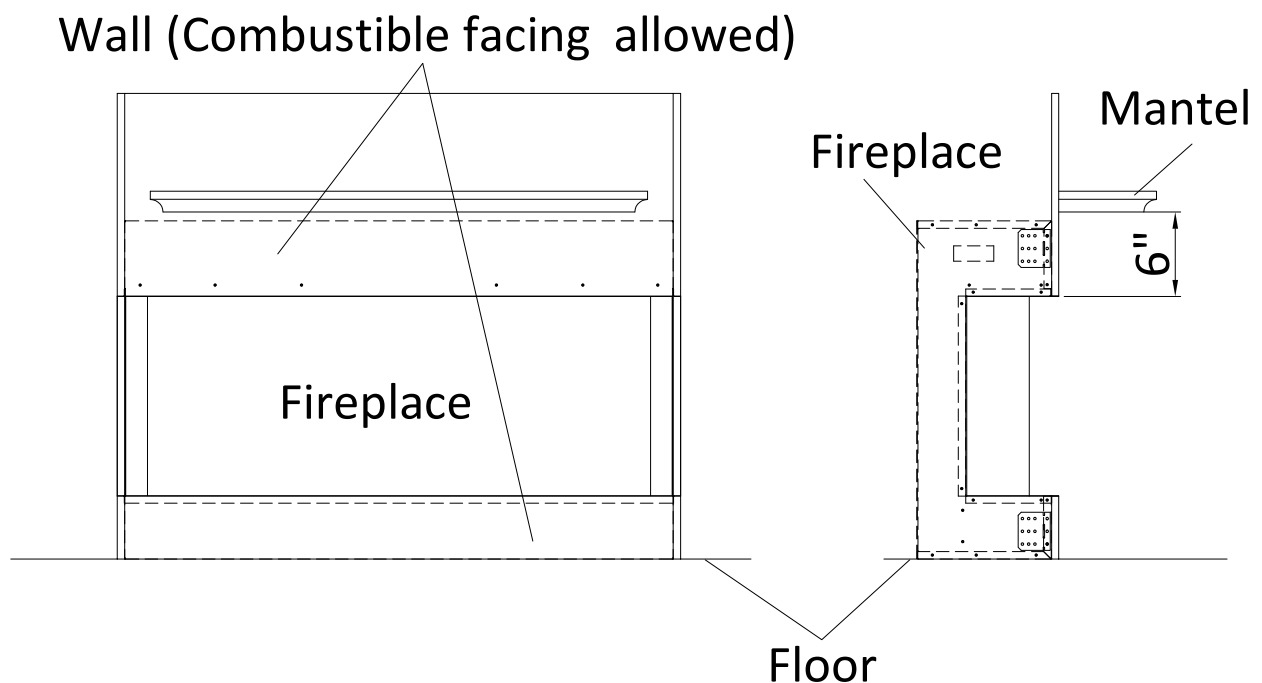 Wall (Combustible facing  allowed)
Mantel
Fireplace
6"
Fireplace
Floor